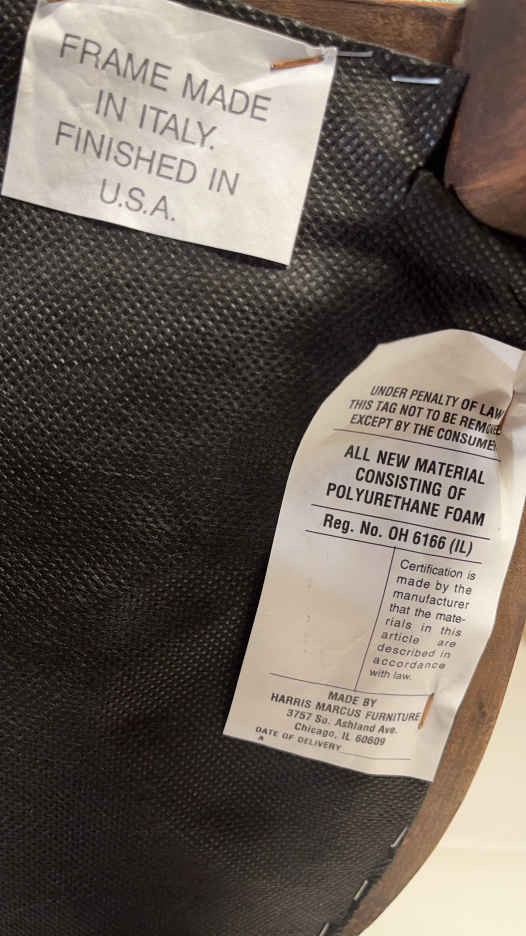 FRAME MADE
IN ITALY.
FINISHED IN
U.S.A.
UNDER PENALTY OF LAW
THIS TAG NOT TO BE REMOVE
EXCEPT BY THE CONSUME
ALL NEW MATERIAL
CONSISTING OF
POLYURETHANE FOAM
Reg. No. OH 6166 (IL)
Certification is
made by the
manufacturer
that the mate-
rials in this
article are
described in
accordance
with law.
MADE BY
HARRIS MARCUS FURNITURE
3757 So. Ashland Ave.
Chicago, IL 60609
DATE OF DELIVERY
A